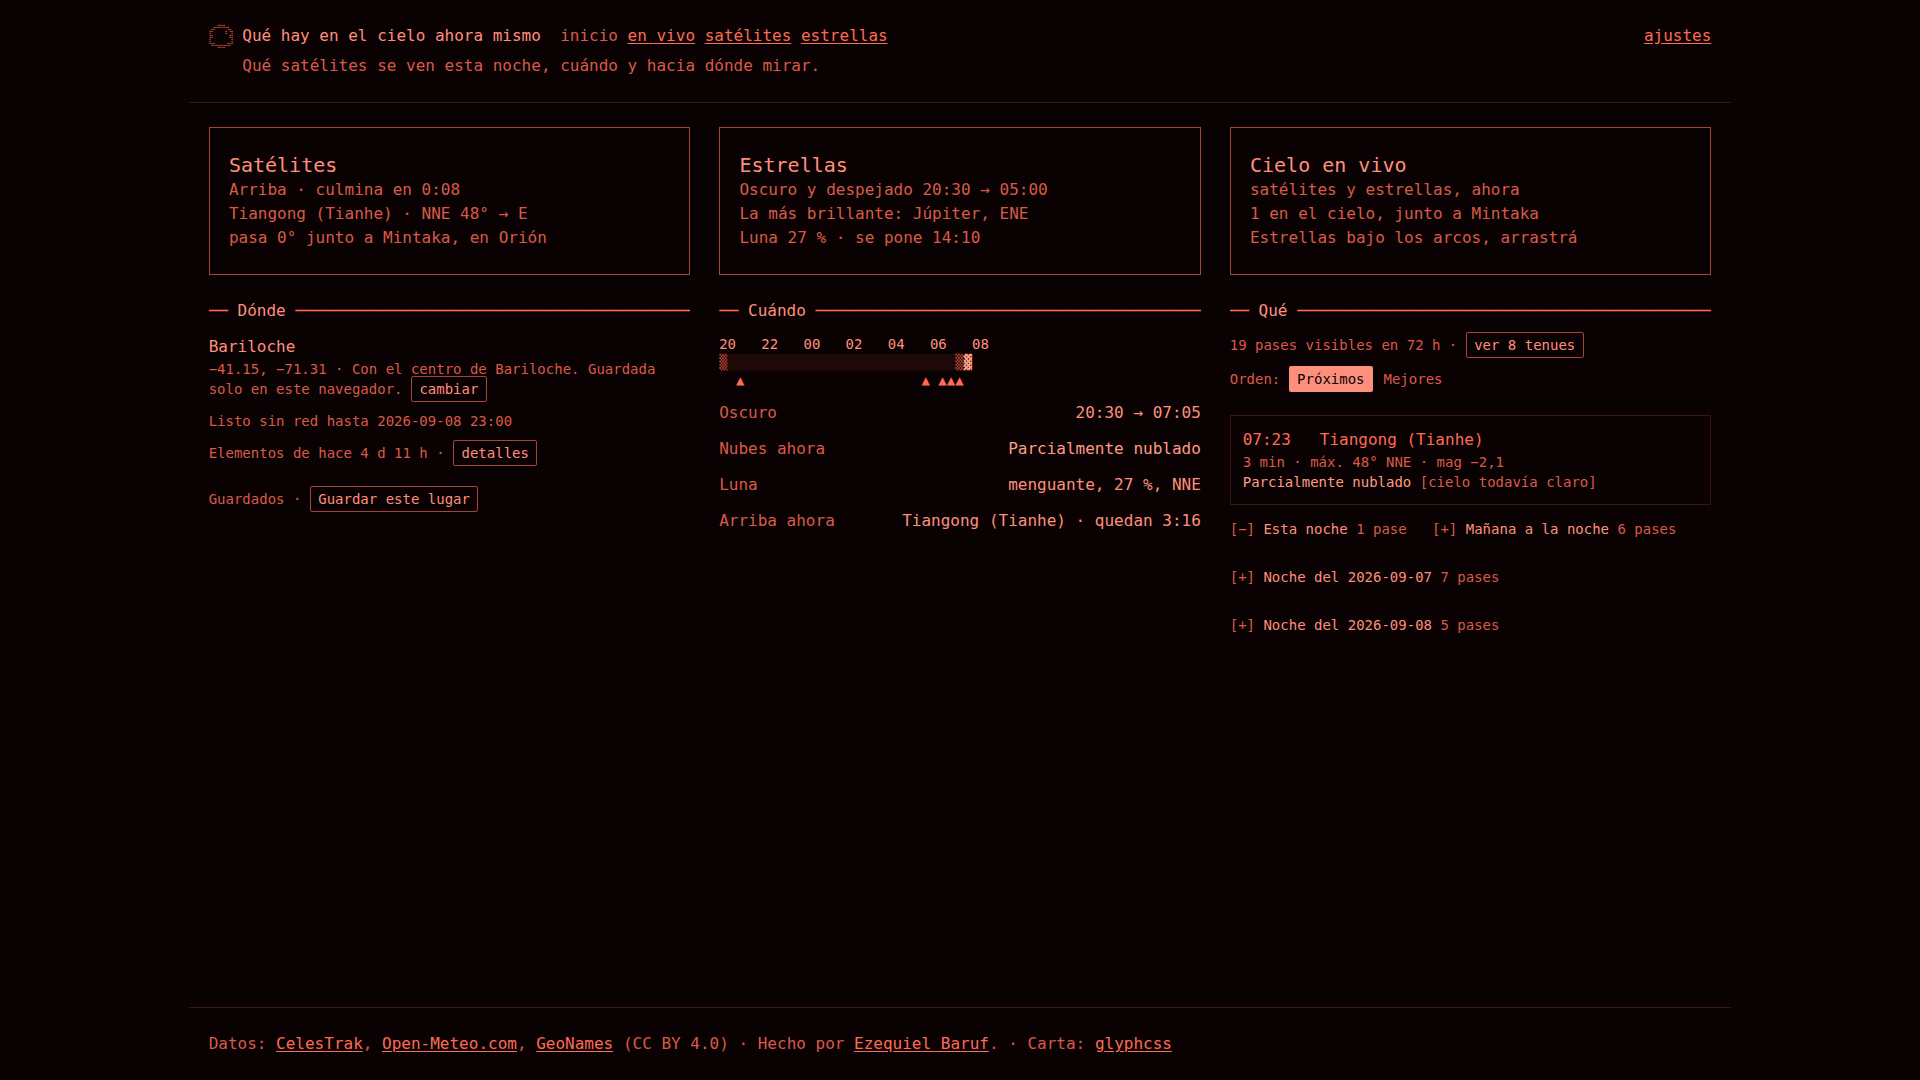 Qué hay en el cielo ahora mismo inicio en vivo satélites estrellas ajustes
Qué satélites se ven esta noche, cuándo y hacia dónde mirar.
Satélites
Arriba · culmina en 0:08
Tiangong (Tianhe) · NNE 48° → E
pasa 0° junto a Mintaka, en Orión
Estrellas
Oscuro y despejado 20:30 → 05:00
La más brillante: Júpiter, ENE
Luna 27 % · se pone 14:10
Cielo en vivo
satélites y estrellas, ahora
1 en el cielo, junto a Mintaka
Estrellas bajo los arcos, arrastrá
Dónde
Bariloche
−41.15, −71.31 · Con el centro de Bariloche. Guardada
solo en este navegador. cambiar
Listo sin red hasta 2026-09-08 23:00
Elementos de hace 4 d 11 h · detalles
Guardados · Guardar este lugar
Cuándo
20 22 00 02 04 06 08
Oscuro 20:30 → 07:05
Nubes ahora Parcialmente nublado
Luna menguante, 27 %, NNE
Arriba ahora Tiangong (Tianhe) · quedan 3:16
Qué
19 pases visibles en 72 h · ver 8 tenues
Orden: Próximos Mejores
07:23 Tiangong (Tianhe)
3 min · máx. 48° NNE · mag −2,1
Parcialmente nublado [cielo todavía claro]
[−] Esta noche 1 pase [+] Mañana a la noche 6 pases
[+] Noche del 2026-09-07 7 pases
[+] Noche del 2026-09-08 5 pases
Datos: CelesTrak, Open-Meteo.com, GeoNames (CC BY 4.0) · Hecho por Ezequiel Baruf. · Carta: glyphcss